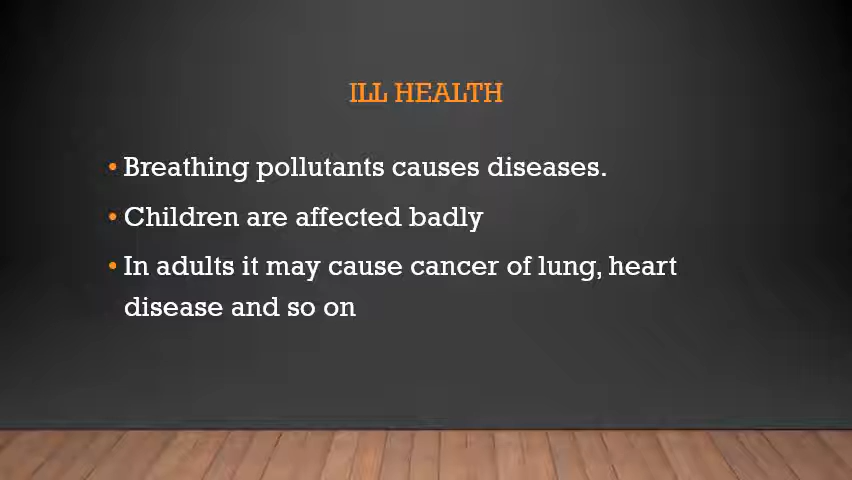 ILL HEALTH
• Breathing pollutants causes diseases.
• Children are affected badly
• In adults it may cause cancer of lung, heart
disease and so on